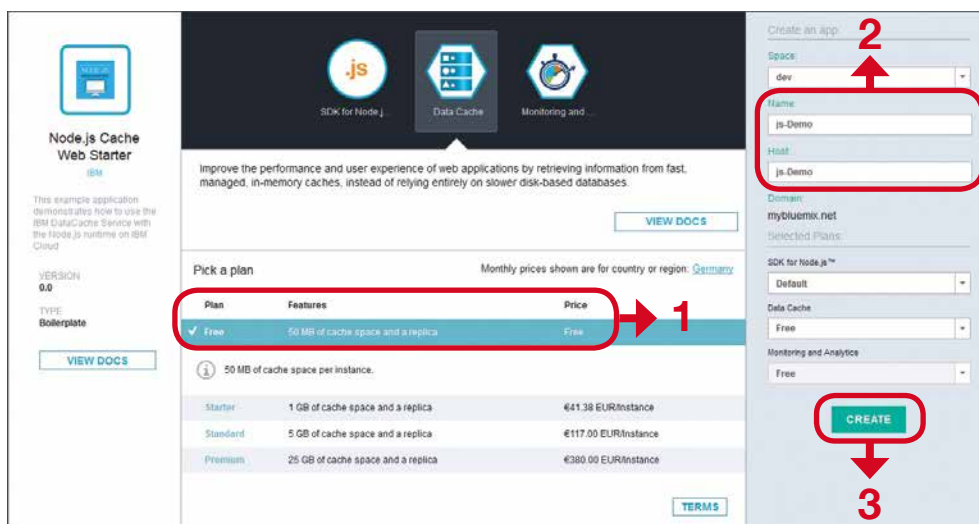 NODE.JS
Node.js Cache
Web Starter
IBM
This example application
demonstrates how to use the
IBM DataCache Service with
the Node.js runtime on IBM
Cloud
VERSION
0.0
TYPE
Boilerplate
VIEW DOCS
.js
SDK for Node.j...
Data Cache
Monitoring and ...
Improve the performance and user experience of web applications by retrieving information from fast,
managed, in-memory caches, instead of relying entirely on slower disk-based databases.
VIEW DOCS
Pick a plan
Monthly prices shown are for country or region: Germany
Plan Features Price
Free 50 MB of cache space and a replica Free
1
50 MB of cache space per instance.
Starter 1 GB of cache space and a replica €41.38 EUR/Instance
Standard 5 GB of cache space and a replica €117.00 EUR/Instance
Premium 25 GB of cache space and a replica €380.00 EUR/Instance
TERMS
Create an app:
2
Space:
dev
Name:
js-Demo
Host:
js-Demo
Domain:
mybluemix.net
Selected Plans:
SDK for Node.js™
Default
Data Cache
Free
Monitoring and Analytics
Free
CREATE
3